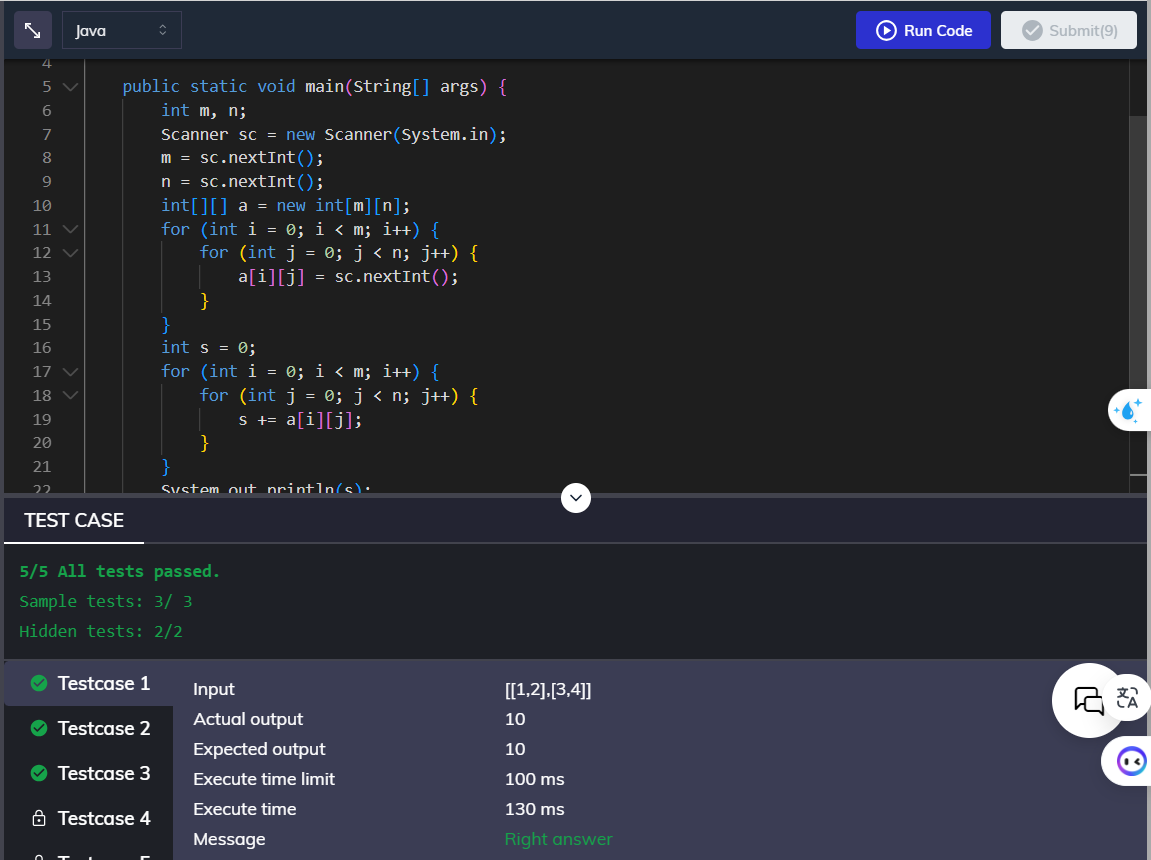 Java
Run Code
Submit(9)
4
5 public static void main(String[] args) {
6 int m, n;
7 Scanner sc = new Scanner(System.in);
8 m = sc.nextInt();
9 n = sc.nextInt();
10 int[][] a = new int[m][n];
11 for (int i = 0; i < m; i++) {
12 for (int j = 0; j < n; j++) {
13 a[i][j] = sc.nextInt();
14 }
15 }
16 int s = 0;
17 for (int i = 0; i < m; i++) {
18 for (int j = 0; j < n; j++) {
19 s += a[i][j];
20 }
21 }
22 System.out.println(s);
TEST CASE
5/5 All tests passed.
Sample tests: 3/ 3
Hidden tests: 2/2
Testcase 1
Testcase 2
Testcase 3
Testcase 4
Testcase 5
Input [[1,2],[3,4]]
Actual output 10
Expected output 10
Execute time limit 100 ms
Execute time 130 ms
Message Right answer
文A